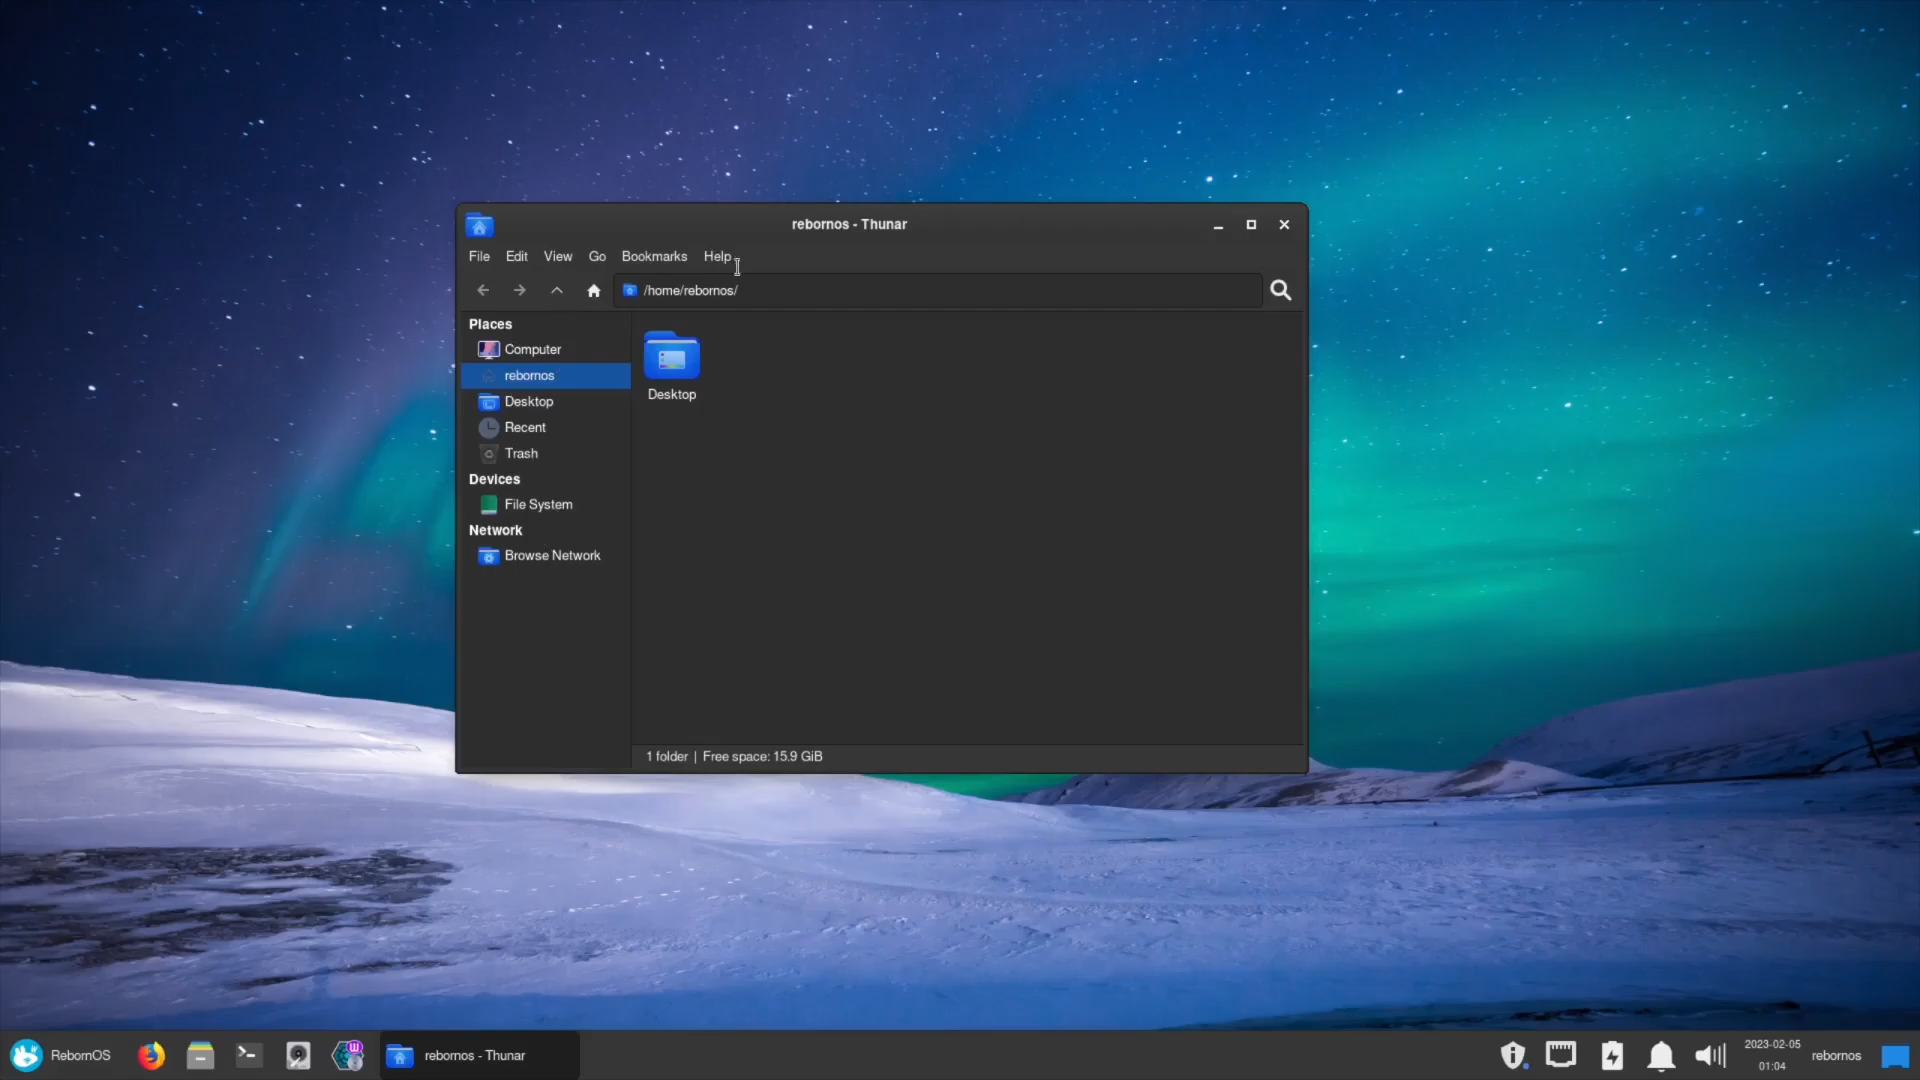 rebornos - Thunar
File Edit View Go Bookmarks Help
/home/rebornos/
Places
Computer
rebornos
Desktop
Recent
Trash
Devices
File System
Network
Browse Network
Desktop
1 folder | Free space: 15.9 GiB
RebornOS
rebornos - Thunar
2023-02-05
01:04
rebornos